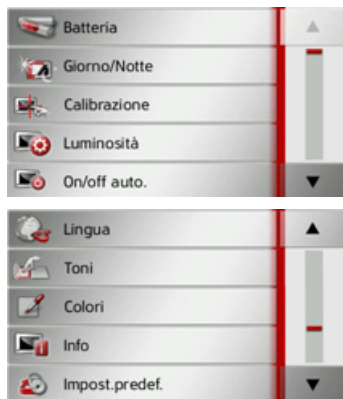 Batteria
Giorno/Notte
Calibrazione
Luminosità
On/off auto.
Lingua
Toni
Colori
Info
Impost.predef.